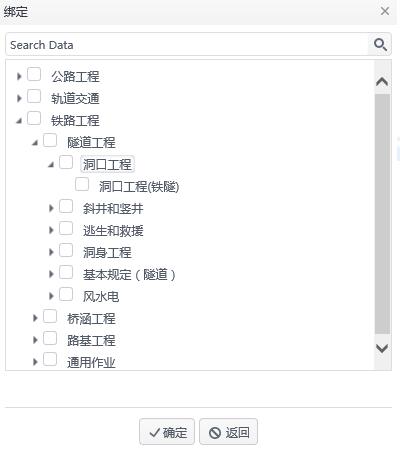 绑定
Search Data
公路工程
轨道交通
铁路工程
隧道工程
洞口工程
洞口工程(铁隧)
斜井和竖井
逃生和救援
洞身工程
基本规定（隧道）
风水电
桥涵工程
路基工程
通用作业
确定 返回